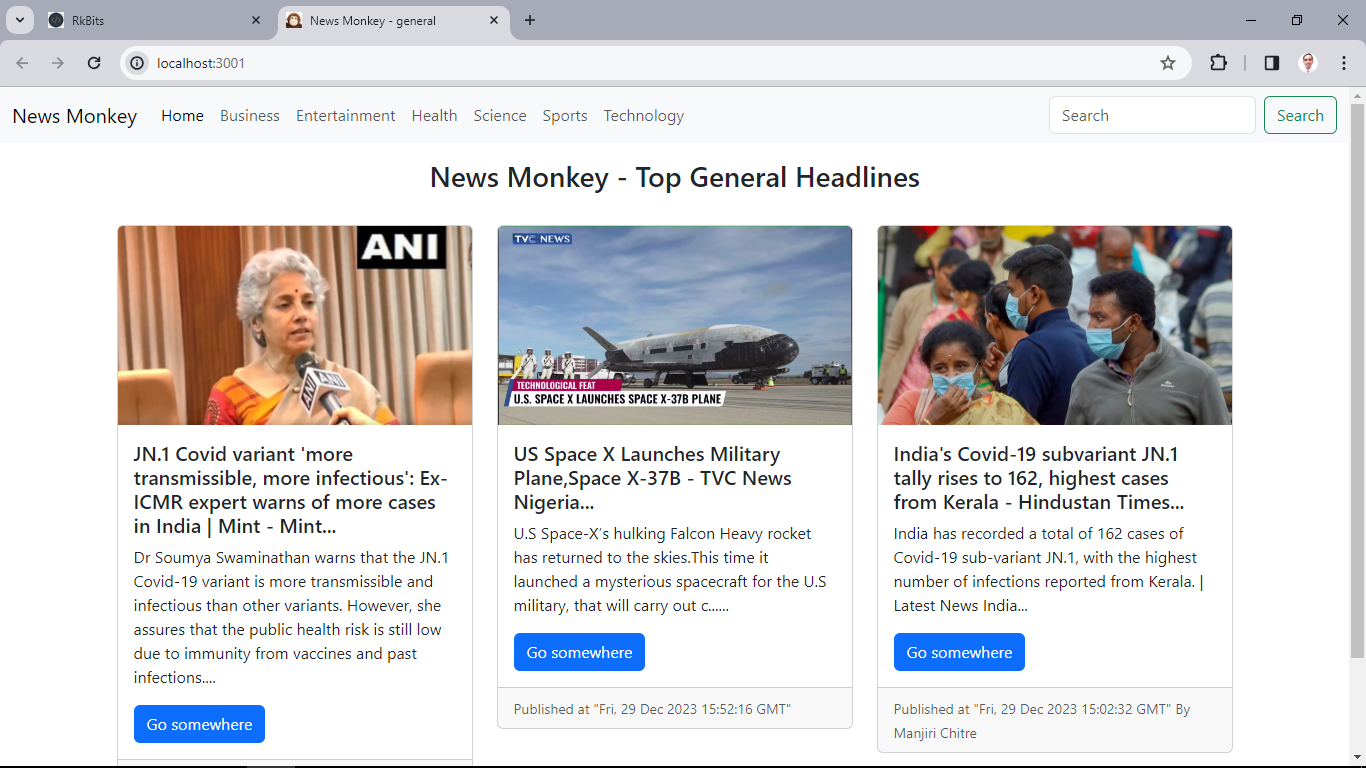 RkBits
News Monkey - general
localhost:3001
News Monkey Home Business Entertainment Health Science Sports Technology Search Search
News Monkey - Top General Headlines
ANI
ANI
JN.1 Covid variant 'more
transmissible, more infectious': Ex-
ICMR expert warns of more cases
in India | Mint - Mint...
Dr Soumya Swaminathan warns that the JN.1
Covid-19 variant is more transmissible and
infectious than other variants. However, she
assures that the public health risk is still low
due to immunity from vaccines and past
infections....
Go somewhere
TVC NEWS
TECHNOLOGICAL FEAT
U.S. SPACE X LAUNCHES SPACE X-37B PLANE
US Space X Launches Military
Plane,Space X-37B - TVC News
Nigeria...
U.S Space-X’s hulking Falcon Heavy rocket
has returned to the skies.This time it
launched a mysterious spacecraft for the U.S
military, that will carry out c......
Go somewhere
Published at "Fri, 29 Dec 2023 15:52:16 GMT"
India's Covid-19 subvariant JN.1
tally rises to 162, highest cases
from Kerala - Hindustan Times...
India has recorded a total of 162 cases of
Covid-19 sub-variant JN.1, with the highest
number of infections reported from Kerala. |
Latest News India...
Go somewhere
Published at "Fri, 29 Dec 2023 15:02:32 GMT" By
Manjiri Chitre